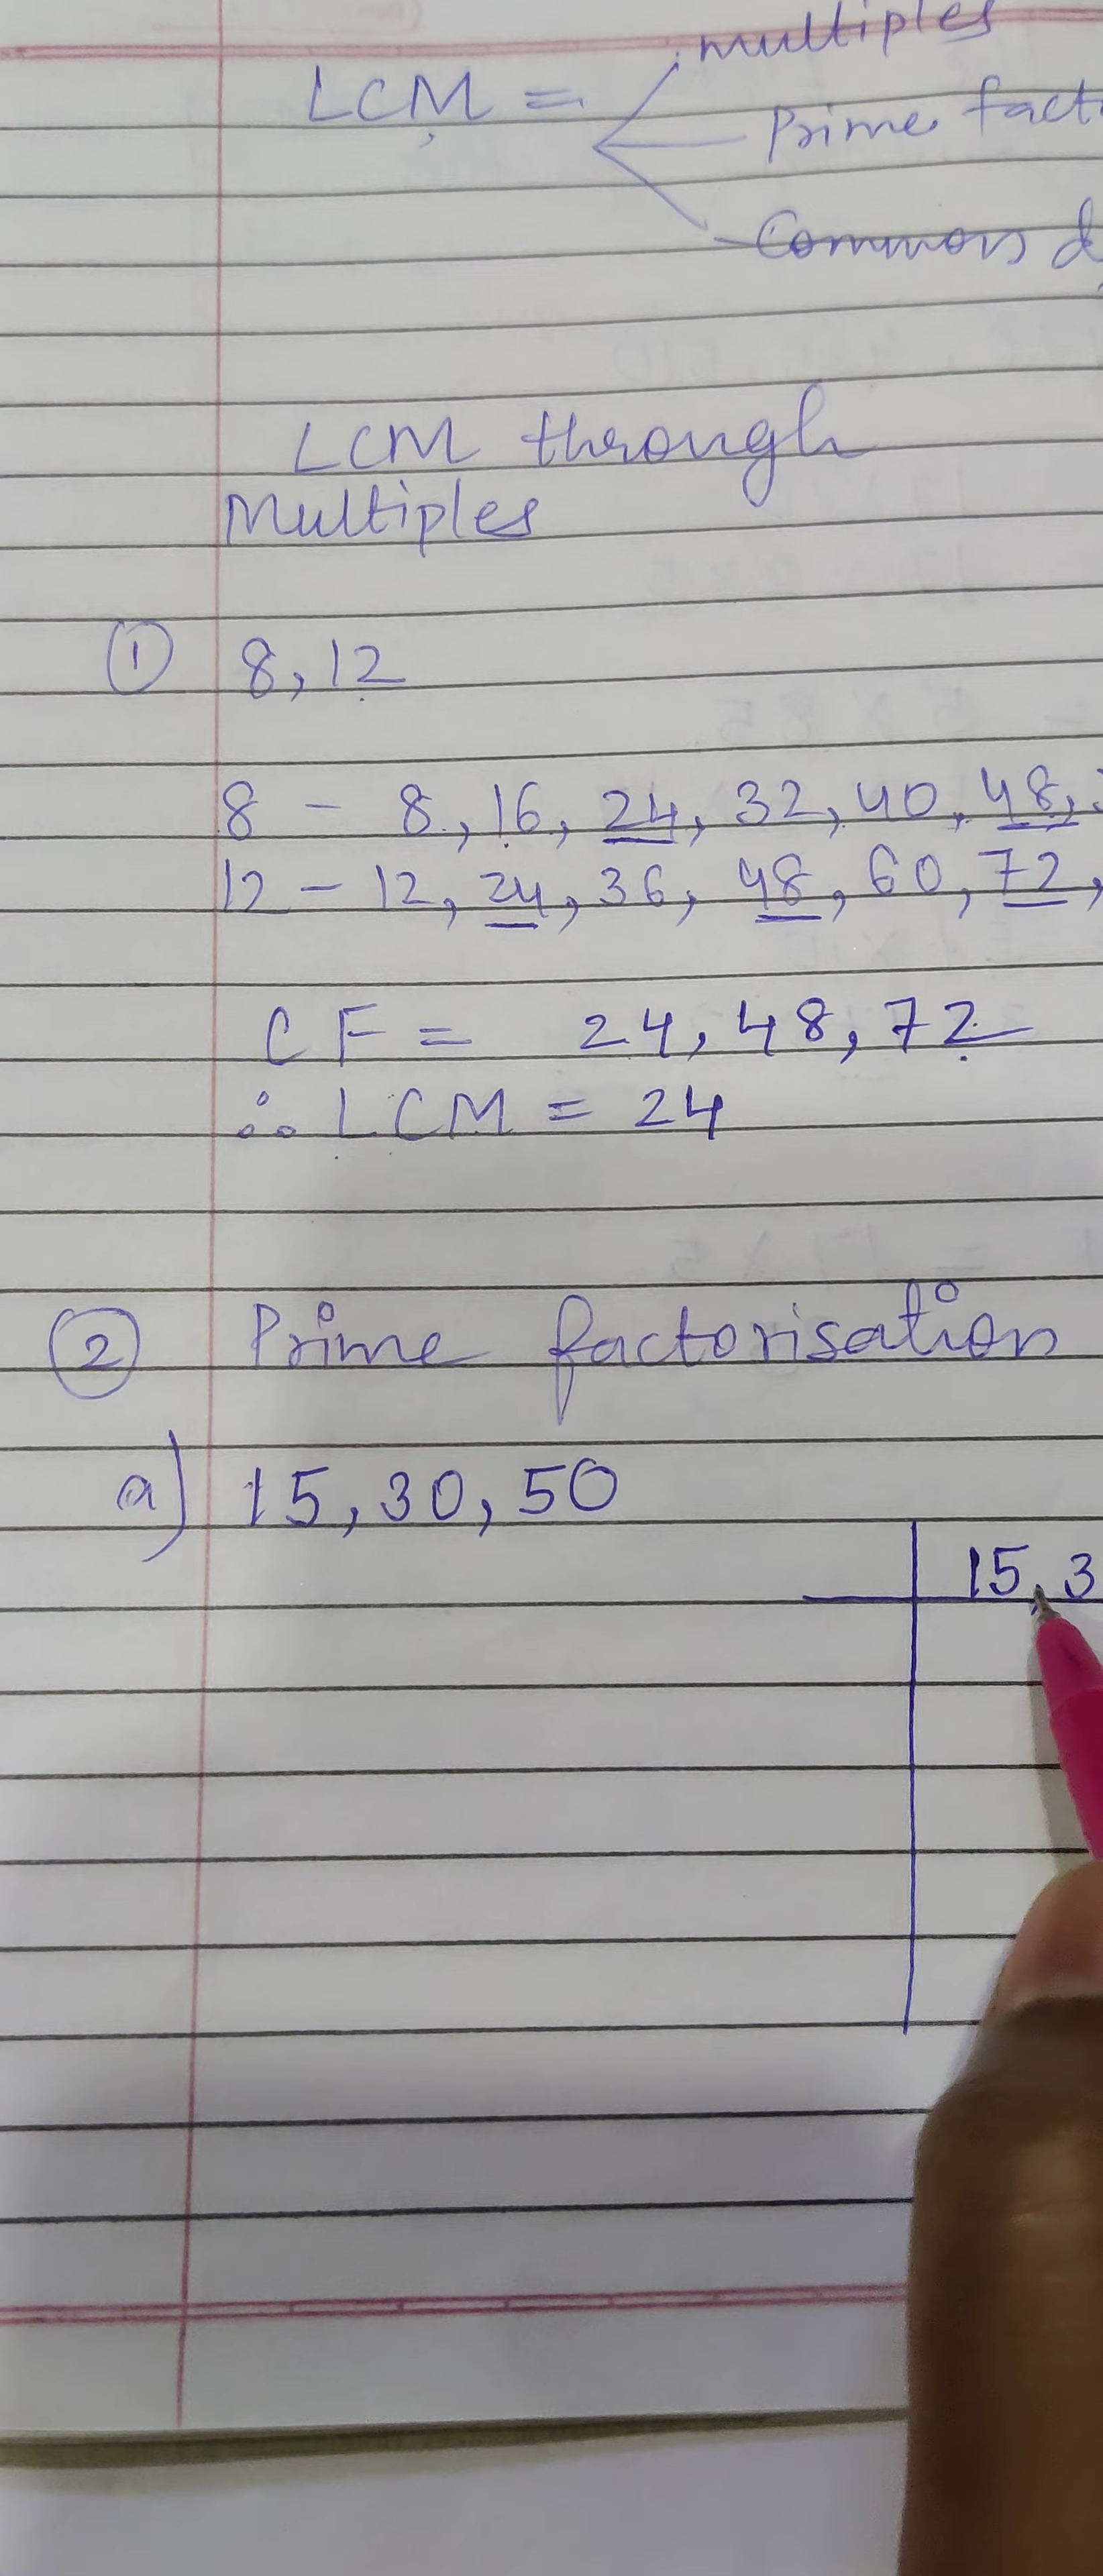 multiples
LCM =
Prime fact
Common d
LCM through
Multiples
① 8, 12
8 - 8, 16, 24, 32, 40, 48,
12 - 12, 24, 36, 48, 60, 72,
CF = 24, 48, 72
∴ LCM = 24
② Prime factorisation
a) 15, 30, 50
15, 3